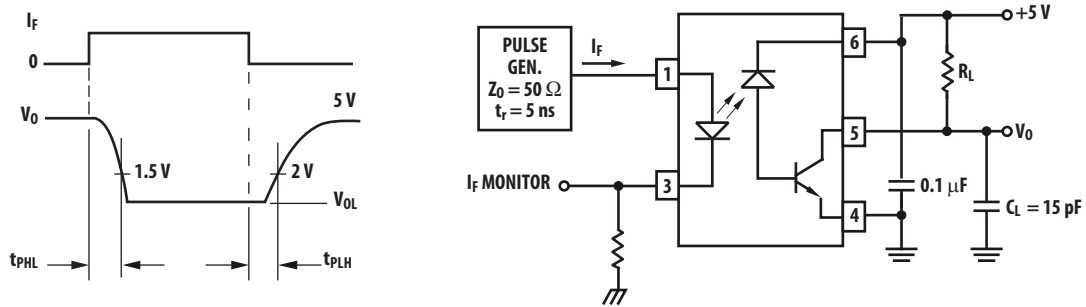 I_F
0
V_O
5 V
1.5 V
2 V
V_OL
t_PHL
t_PLH
PULSE
GEN.
Z_O = 50 Ω
t_r = 5 ns
I_F
1
3
I_F MONITOR
6
5
4
+5 V
R_L
V_O
0.1 µF
C_L = 15 pF